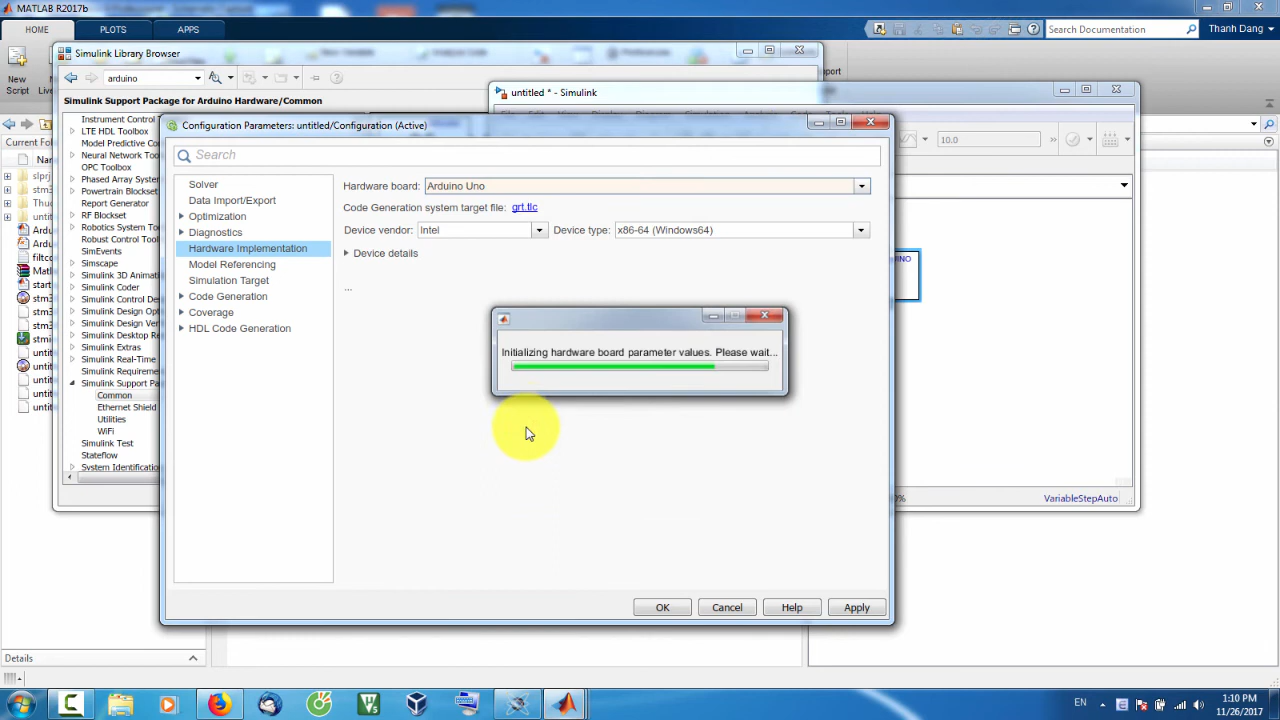 MATLAB R2017b
HOME
PLOTS
APPS
Search Documentation
Thanh Dang
New
Script
Simulink Library Browser
arduino
Simulink Support Package for Arduino Hardware/Common
untitled * - Simulink
10.0
»
Current Fol
Instrument Control
LTE HDL Toolbox
Model Predictive Co
Neural Network Too
OPC Toolbox
Phased Array System
Powertrain Blockset
Report Generator
RF Blockset
Robotics System To
Robust Control Tool
SimEvents
Simscape
Simulink 3D Animati
Simulink Coder
Simulink Control Des
Simulink Design Opt
Simulink Design Veri
Simulink Desktop Re
Simulink Extras
Simulink Real-Time
Simulink Requireme
Simulink Support Pa
Common
Ethernet Shield
Utilities
WiFi
Simulink Test
Stateflow
System Identification
Configuration Parameters: untitled/Configuration (Active)
Search
Solver
Data Import/Export
Optimization
Diagnostics
Hardware Implementation
Model Referencing
Simulation Target
Code Generation
Coverage
HDL Code Generation
Hardware board: Arduino Uno
Code Generation system target file: grt.tlc
Device vendor: Intel
Device type: x86-64 (Windows64)
Device details
...
Initializing hardware board parameter values. Please wait...
OK
Cancel
Help
Apply
VariableStepAuto
Details
EN
1:10 PM
11/26/2017